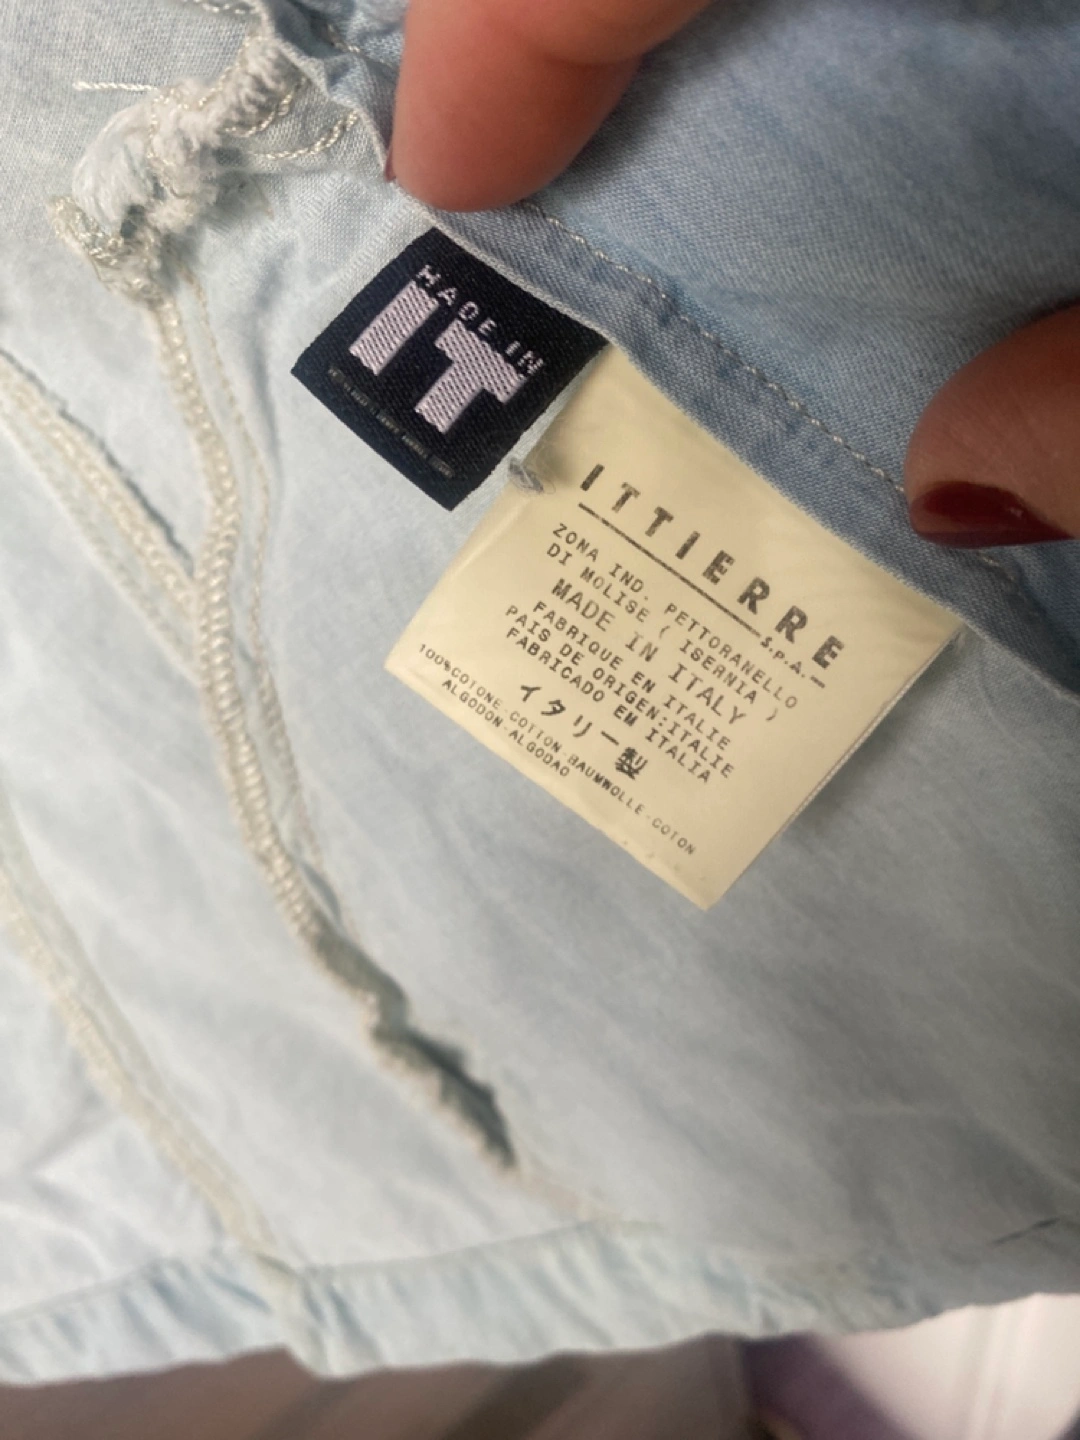 MADE IN
IT
ITTIERRE
S.P.A.
ZONA IND. PETTORANELLO
DI MOLISE ( ISERNIA )
MADE IN ITALY
FABRIQUE EN ITALIE
PAIS DE ORIGEN:ITALIE
FABRICADO EM ITALIA
イタリー製
100%COTONE-COTTON-BAUMWOLLE-COTON
ALGODON-ALGODAO